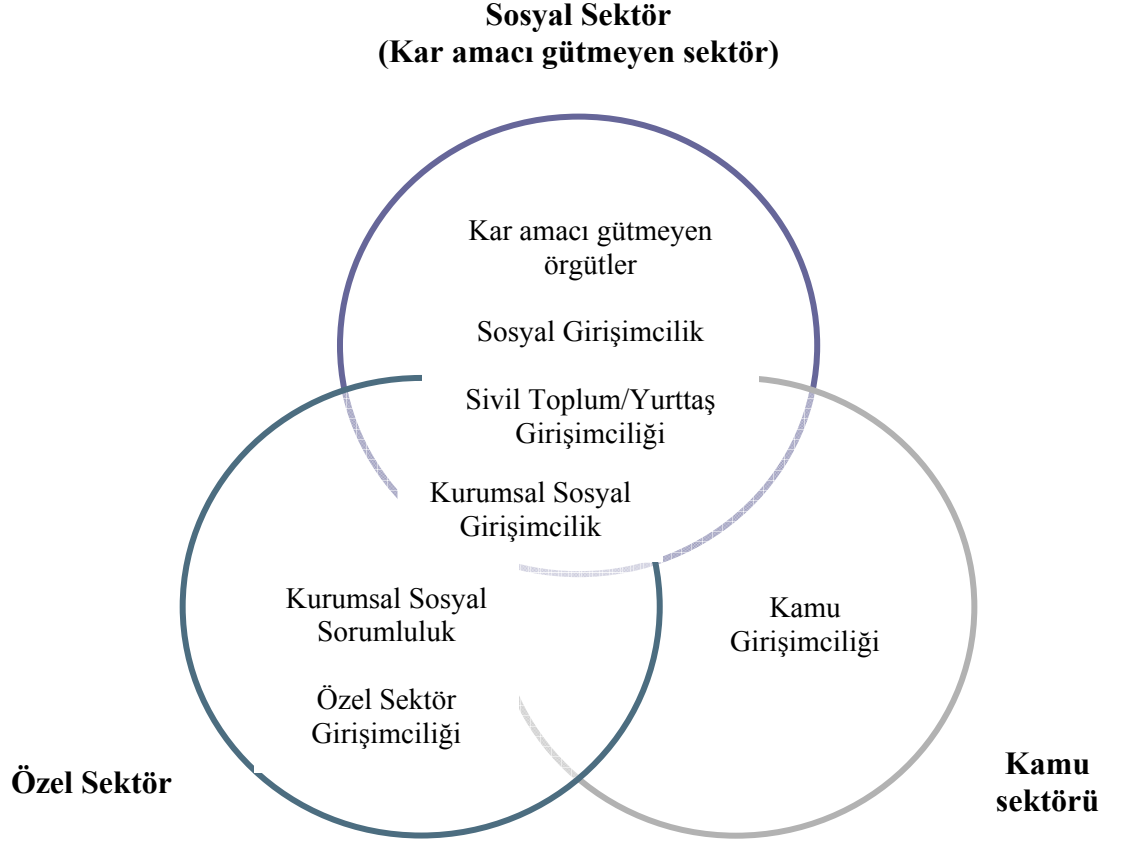 Sosyal Sektör
(Kar amacı gütmeyen sektör)
Kar amacı gütmeyen
örgütler
Sosyal Girişimcilik
Sivil Toplum/Yurttaş
Girişimciliği
Kurumsal Sosyal
Girişimcilik
Kurumsal Sosyal
Sorumluluk
Özel Sektör
Girişimciliği
Kamu
Girişimciliği
Özel Sektör
Kamu
sektörü